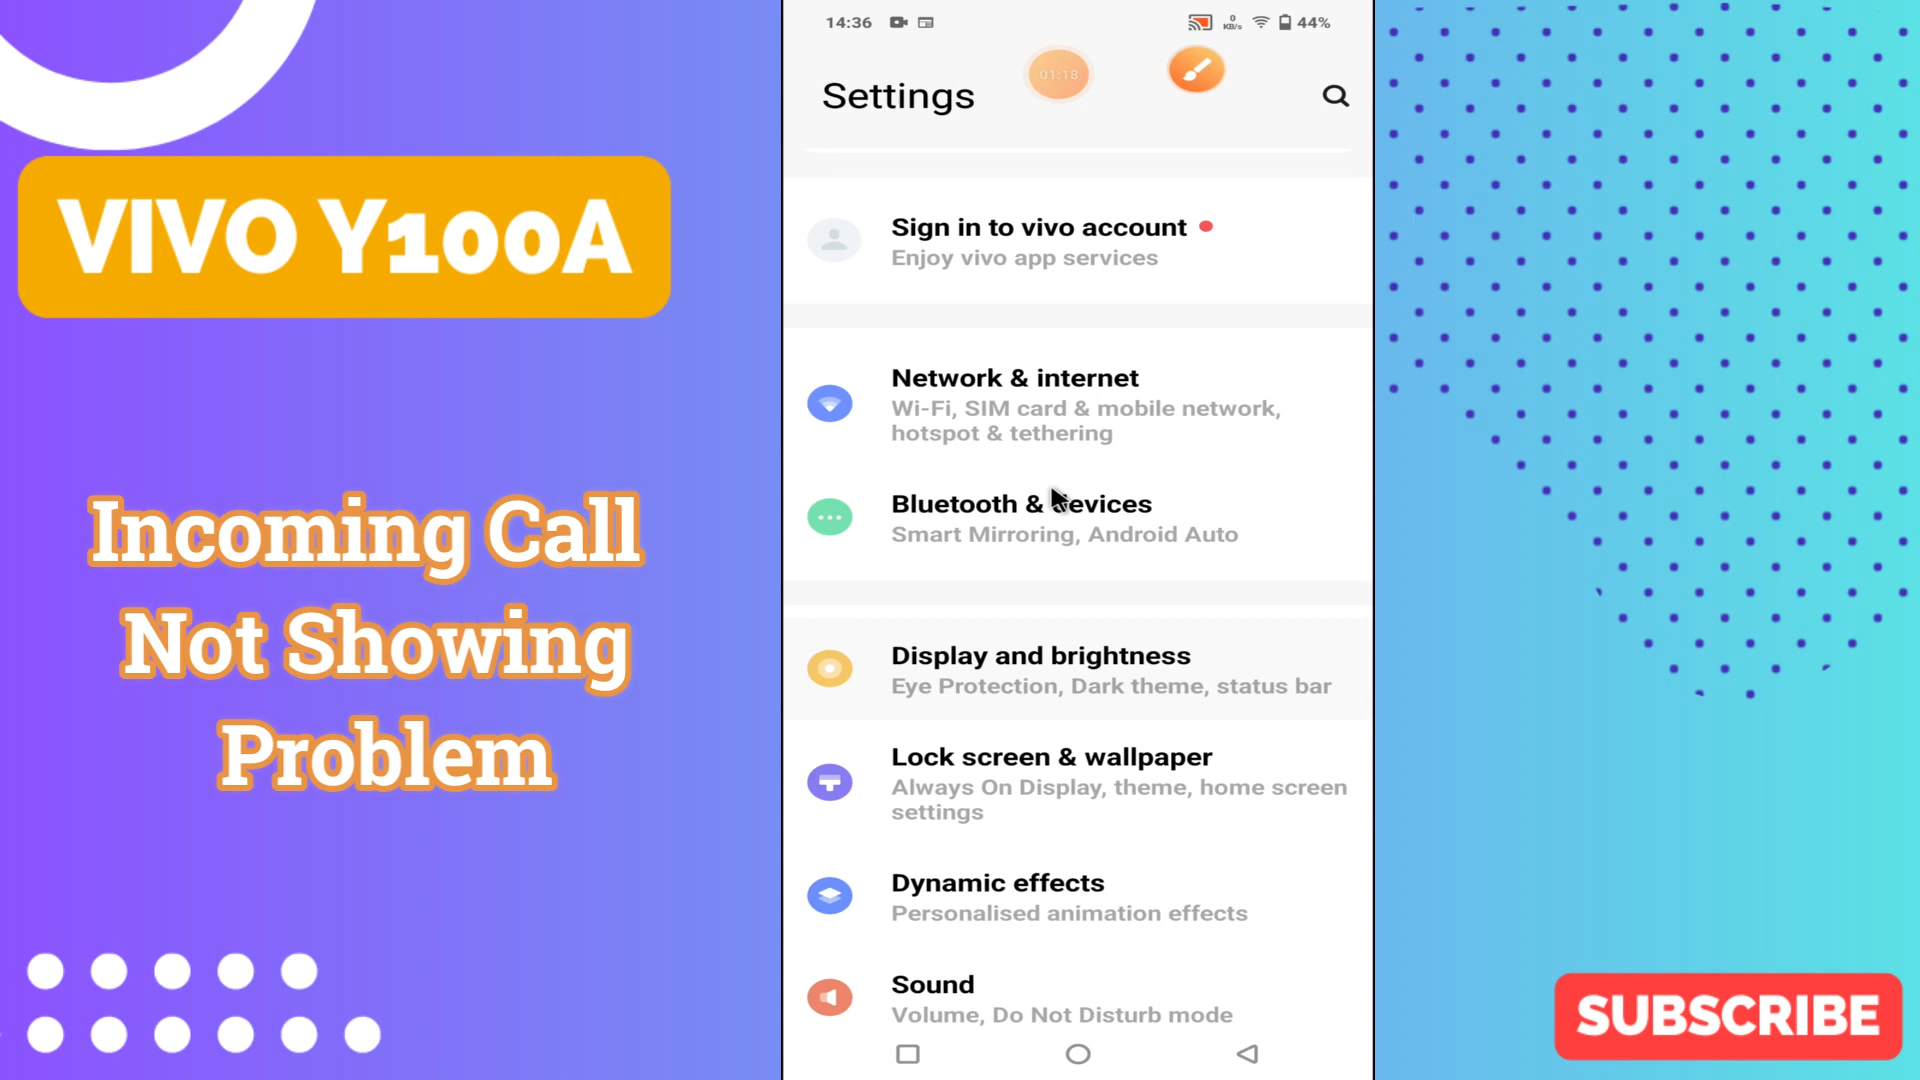 VIVO Y100A
Incoming Call
Not Showing
Problem
14:36
0
KB/s
44%
01:18
Settings
Sign in to vivo account
Enjoy vivo app services
Network & internet
Wi-Fi, SIM card & mobile network,
hotspot & tethering
Bluetooth & devices
Smart Mirroring, Android Auto
Display and brightness
Eye Protection, Dark theme, status bar
Lock screen & wallpaper
Always On Display, theme, home screen
settings
Dynamic effects
Personalised animation effects
Sound
Volume, Do Not Disturb mode
SUBSCRIBE